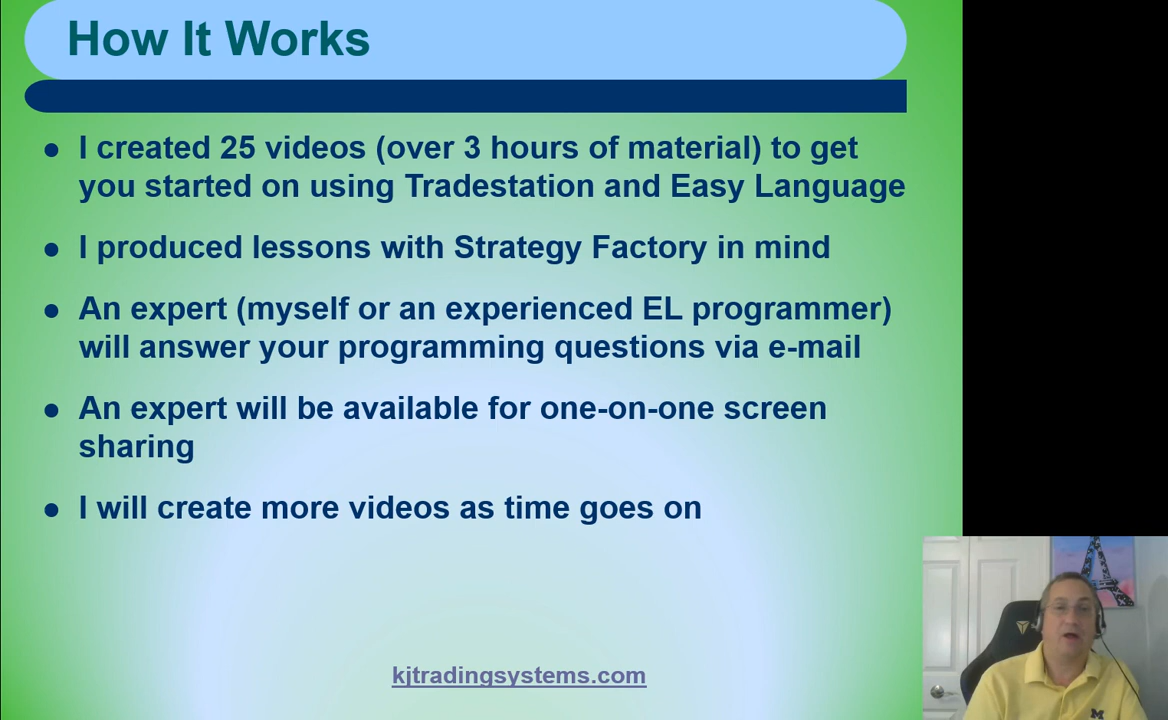 How It Works
I created 25 videos (over 3 hours of material) to get
you started on using Tradestation and Easy Language
I produced lessons with Strategy Factory in mind
An expert (myself or an experienced EL programmer)
will answer your programming questions via e-mail
An expert will be available for one-on-one screen
sharing
I will create more videos as time goes on
kjtradingsystems.com
M